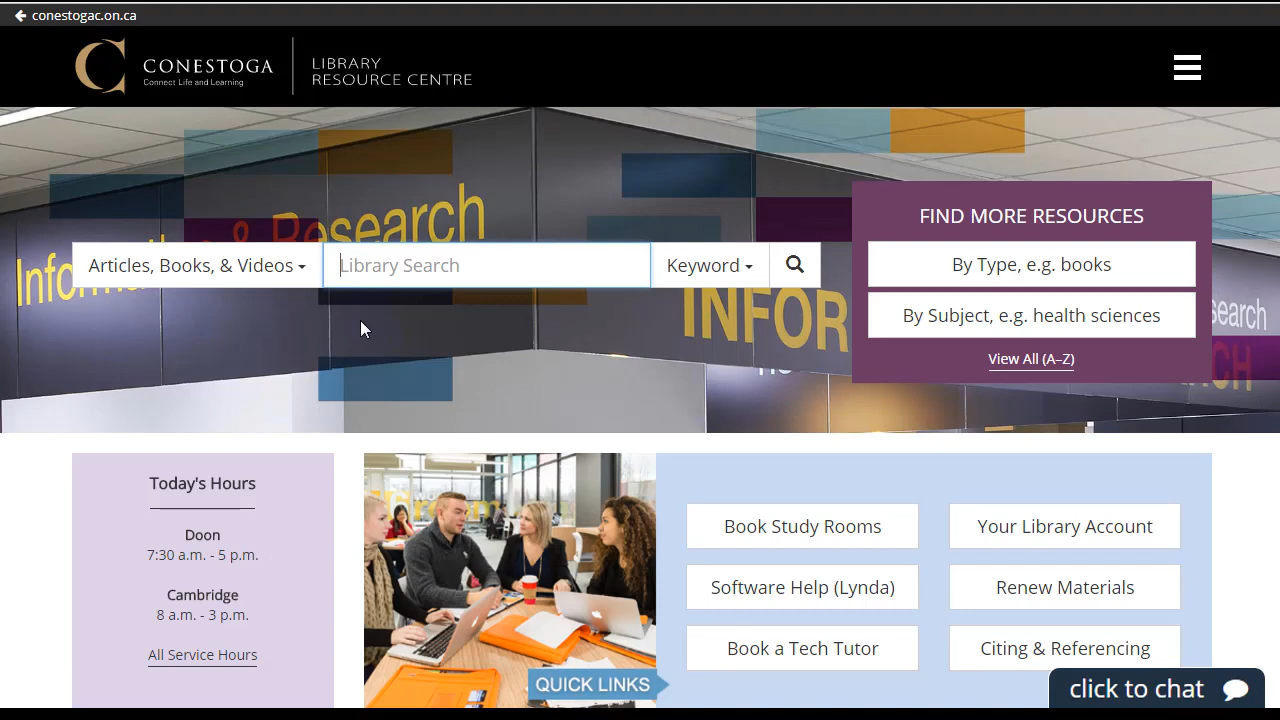 conestogac.on.ca
CONESTOGA
Connect Life and Learning
LIBRARY
RESOURCE CENTRE
Research
INFOR
search
FIND MORE RESOURCES
Articles, Books, & Videos
Library Search
Keyword
By Type, e.g. books
By Subject, e.g. health sciences
View All (A–Z)
Today's Hours
Doon
7:30 a.m. - 5 p.m.
Cambridge
8 a.m. - 3 p.m.
All Service Hours
Book Study Rooms
Your Library Account
Software Help (Lynda)
Renew Materials
Book a Tech Tutor
Citing & Referencing
QUICK LINKS
click to chat